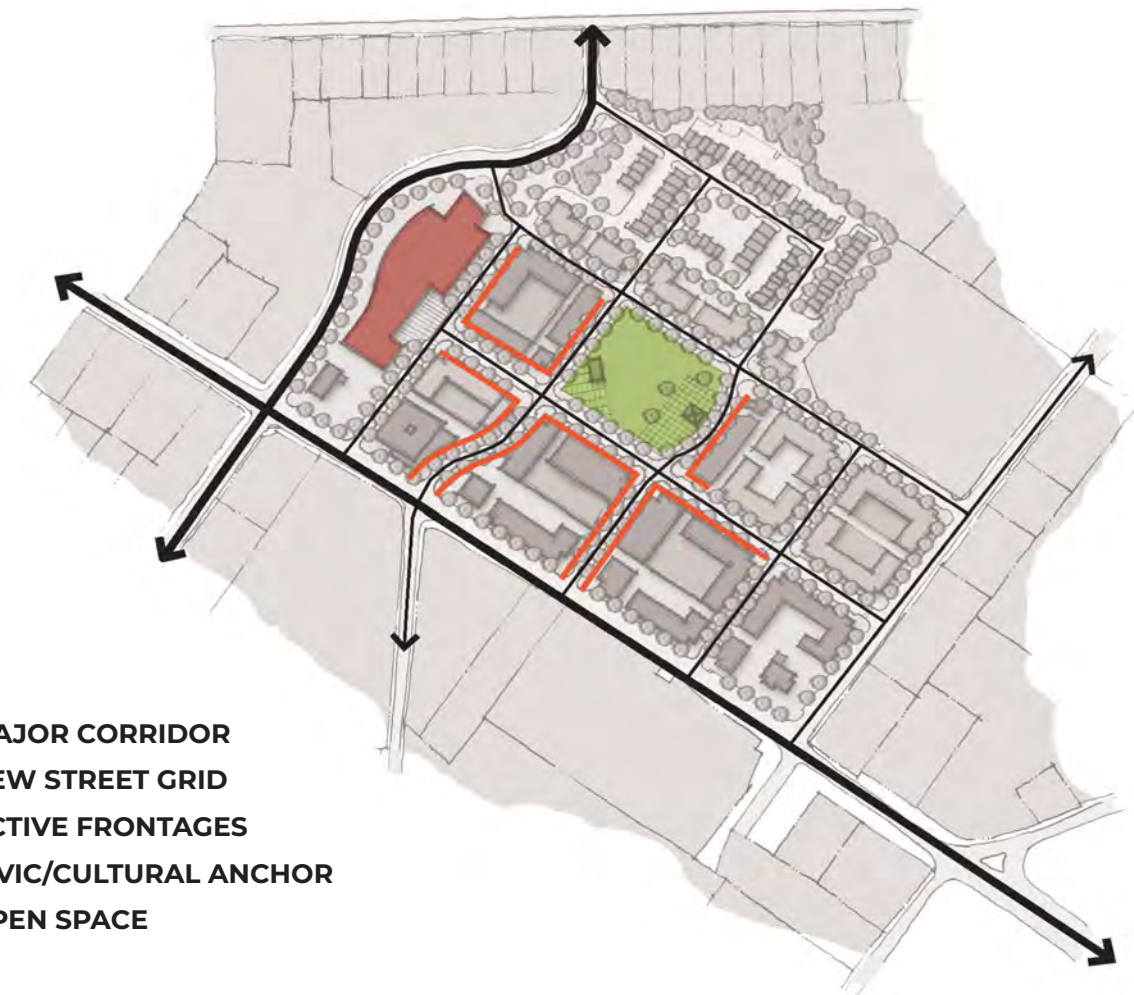 AJOR CORRIDOR
EW STREET GRID
CTIVE FRONTAGES
VIC/CULTURAL ANCHOR
PEN SPACE